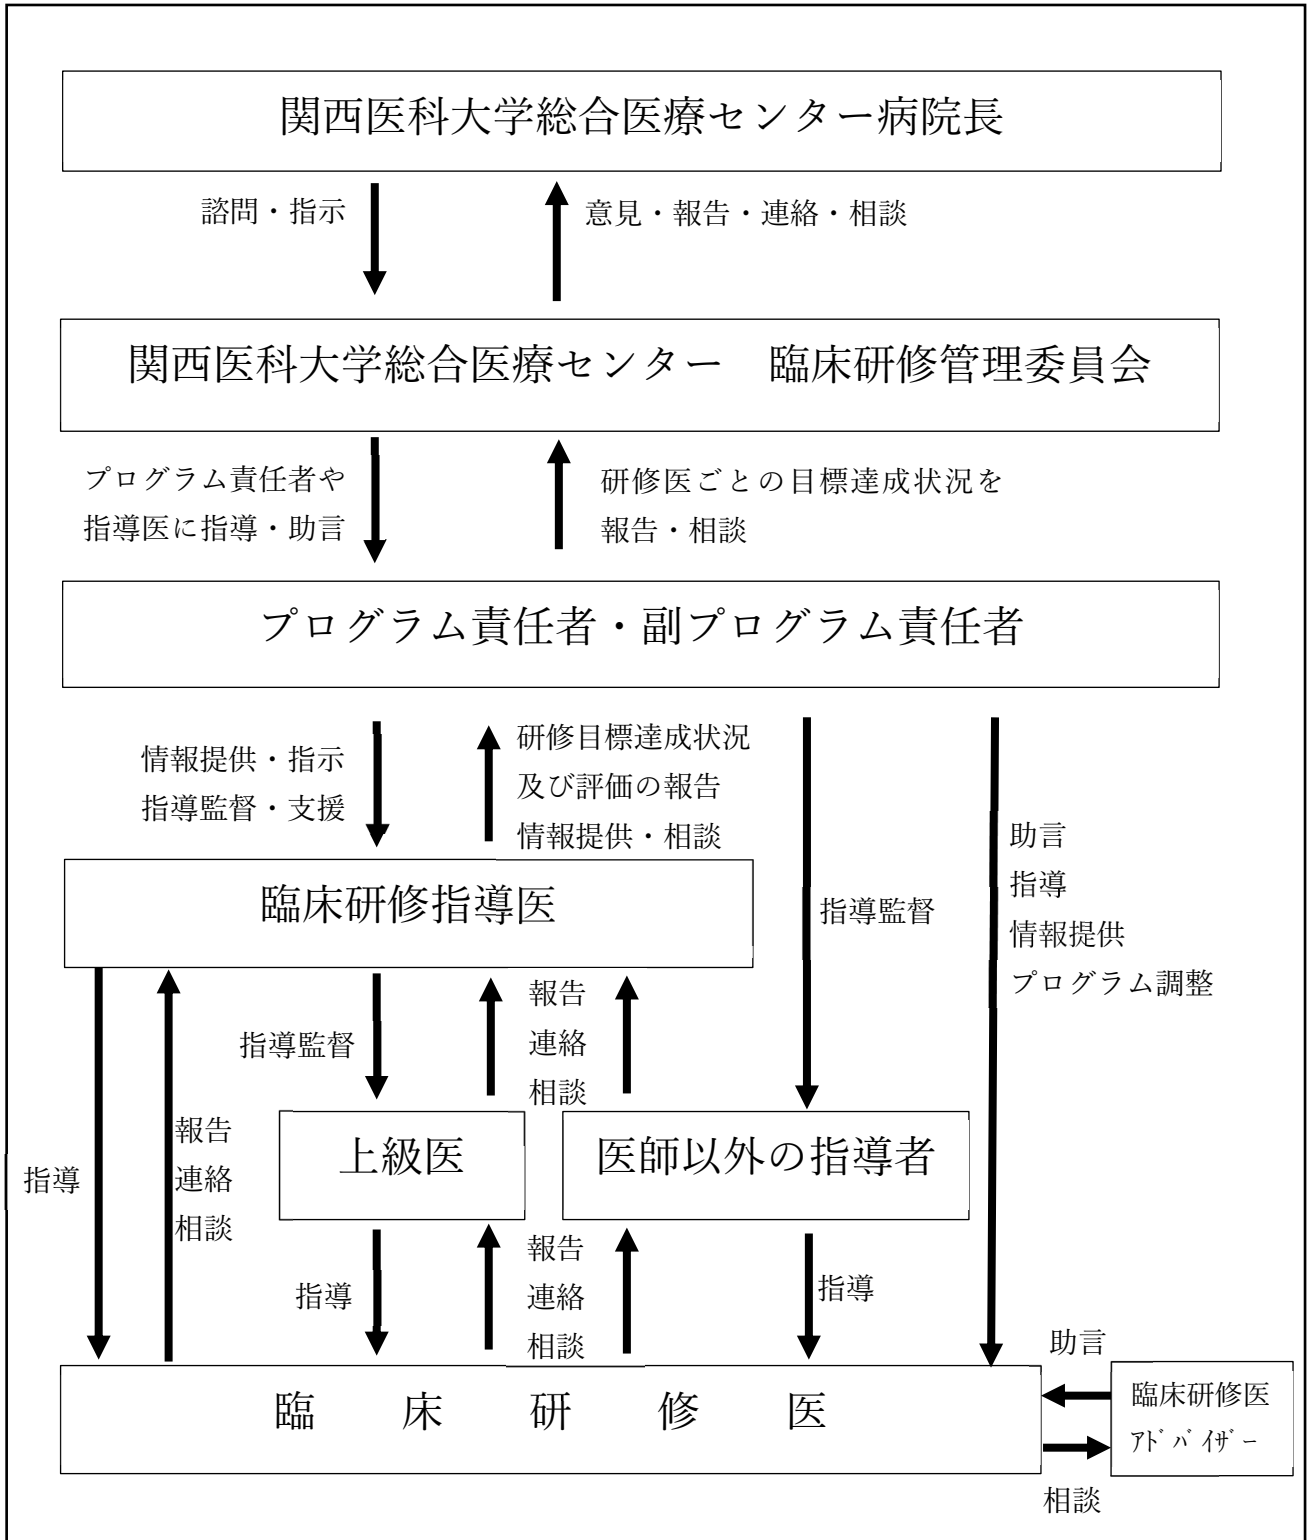 関西医科大学総合医療センター病院長
諮問・指示
意見・報告・連絡・相談
関西医科大学総合医療センター　臨床研修管理委員会
プログラム責任者や
指導医に指導・助言
研修医ごとの目標達成状況を
報告・相談
プログラム責任者・副プログラム責任者
情報提供・指示
指導監督・支援
研修目標達成状況
及び評価の報告
情報提供・相談
指導監督
助言
指導
情報提供
プログラム調整
臨床研修指導医
指導
報告
連絡
相談
指導監督
報告
連絡
相談
上級医
医師以外の指導者
指導
報告
連絡
相談
指導
臨　床　研　修　医
助言
臨床研修医
ｱﾄﾞﾊﾞｲｻﾞｰ
相談